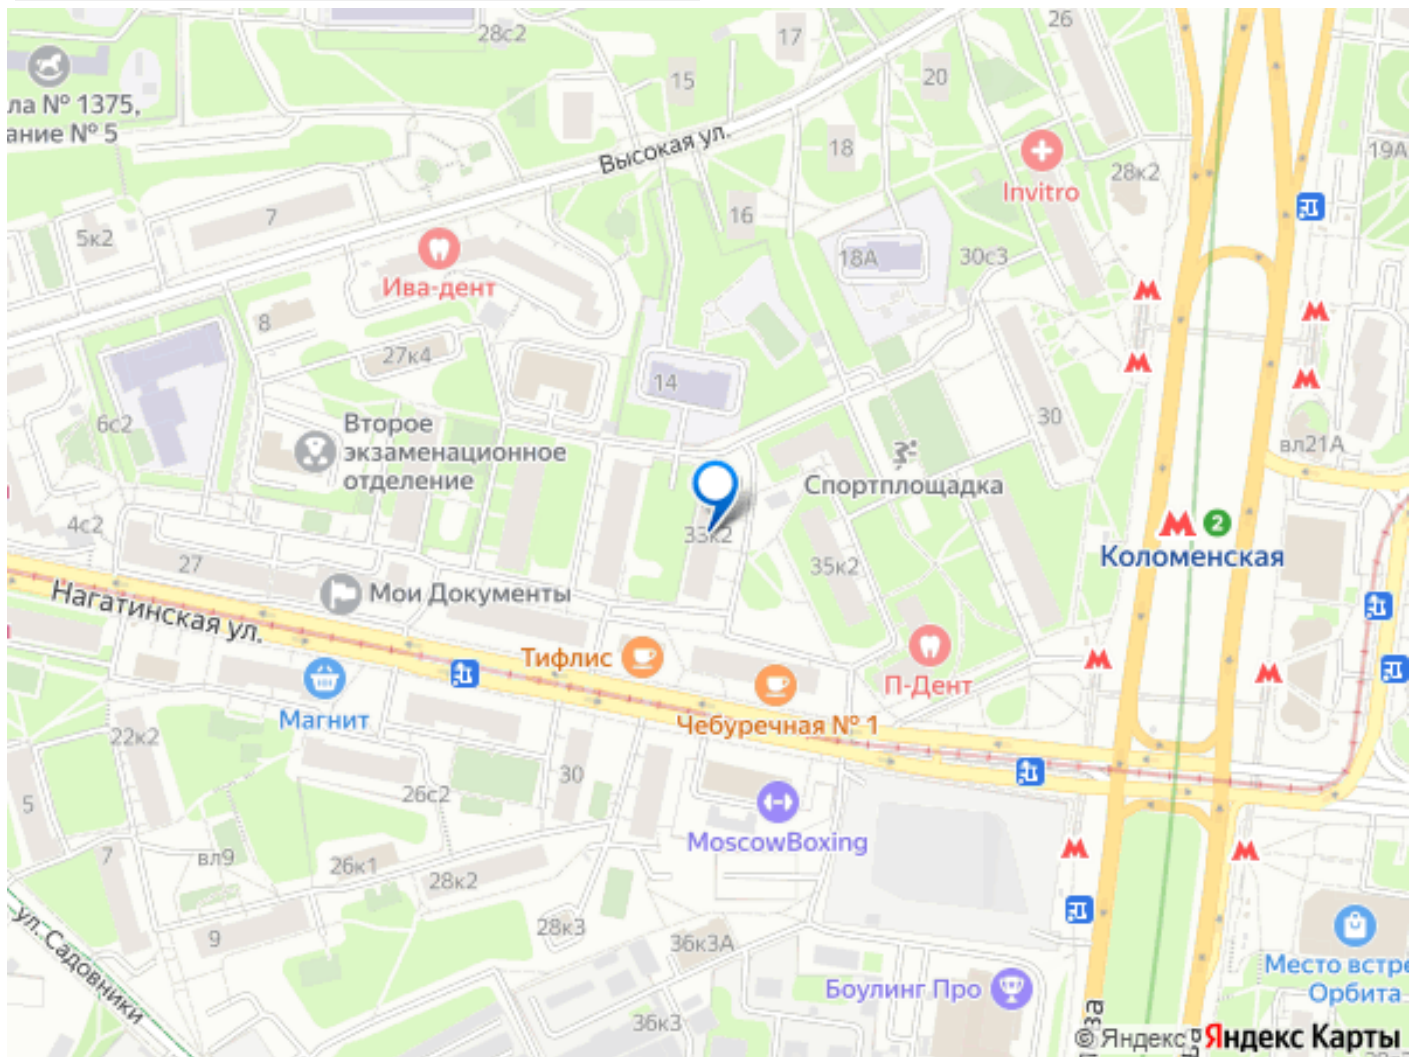 28с2
17
26
15
20
ла № 1375,
ание № 5
Высокая ул.
18
19А
28к2
Invitro
7
16
5к2
18А
30с3
Ива-дент
8
27к4
14
6с2
30
Второе
экзаменационное
отделение
вл21А
Спортплощадка
4с2
33к2
2
Коломенская
27
35к2
Мои Документы
Нагатинская ул.
Тифлис
П-Дент
Магнит
Чебуречная № 1
22к2
30
26с2
5
MoscowBoxing
7
вл9
26к1
28к2
9
28к3
36к3А
ул. Садовники
Место встре
Орбита
Боулинг Про
36к3
за
© Яндекс
Яндекс Карты